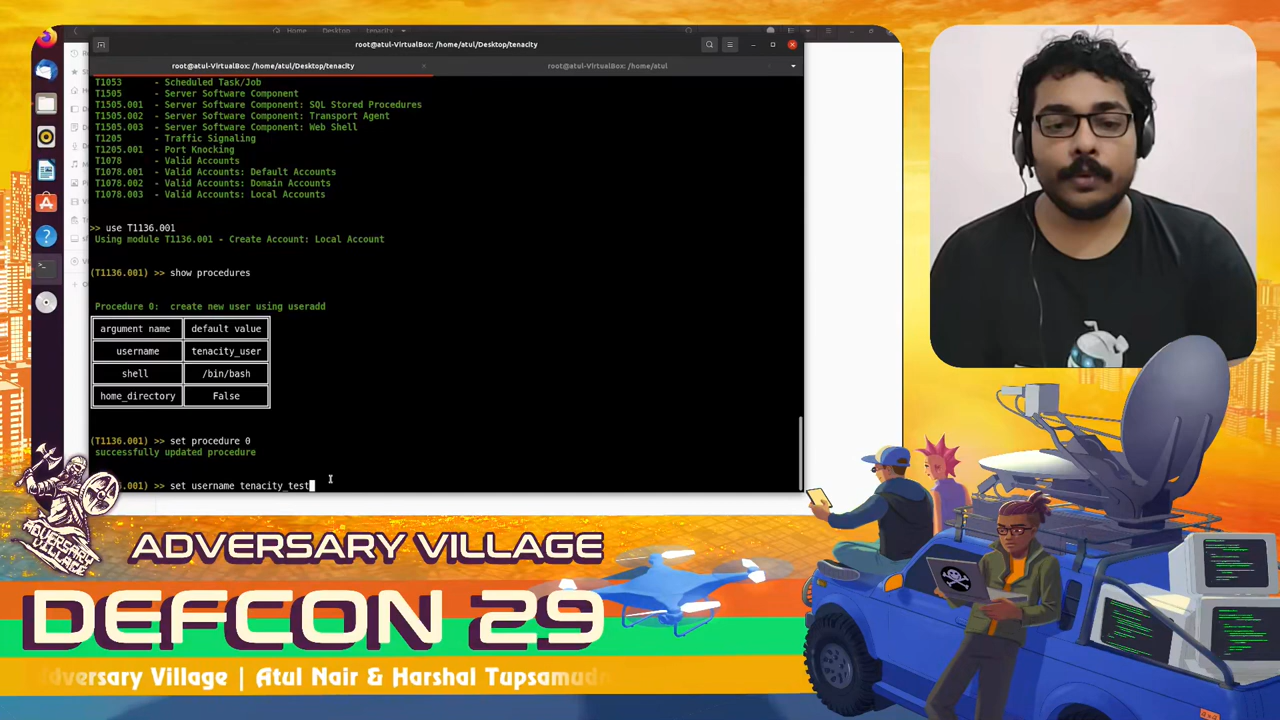 Home Desktop tenacity
root@atul-VirtualBox: /home/atul/Desktop/tenacity
root@atul-VirtualBox: /home/atul/Desktop/tenacity
root@atul-VirtualBox: /home/atul
T1053 - Scheduled Task/Job
T1505 - Server Software Component
T1505.001 - Server Software Component: SQL Stored Procedures
T1505.002 - Server Software Component: Transport Agent
T1505.003 - Server Software Component: Web Shell
T1205 - Traffic Signaling
T1205.001 - Port Knocking
T1078 - Valid Accounts
T1078.001 - Valid Accounts: Default Accounts
T1078.002 - Valid Accounts: Domain Accounts
T1078.003 - Valid Accounts: Local Accounts
>> use T1136.001
Using module T1136.001 - Create Account: Local Account
(T1136.001) >> show procedures
Procedure 0: create new user using useradd
argument name default value
username tenacity_user
shell /bin/bash
home_directory False
(T1136.001) >> set procedure 0
successfully updated procedure
.001) >> set username tenacity_test
ADVERSARY VILLAGE
ADVERSARY VILLAGE
DEFCON 29
dversary Village | Atul Nair & Harshal Tupsamud